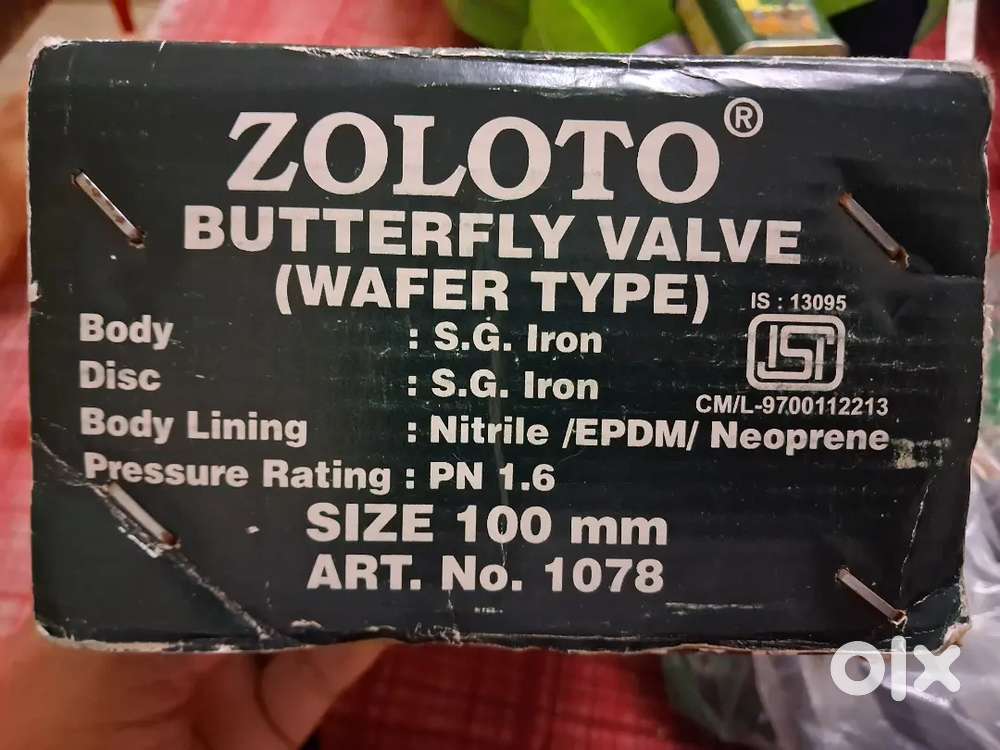 ZOLOTO®
BUTTERFLY VALVE
(WAFER TYPE)
IS : 13095
ISI
CM/L-9700112213
Body : S.G. Iron
Disc : S.G. Iron
Body Lining : Nitrile /EPDM/ Neoprene
Pressure Rating : PN 1.6
SIZE 100 mm
ART. No. 1078
olx